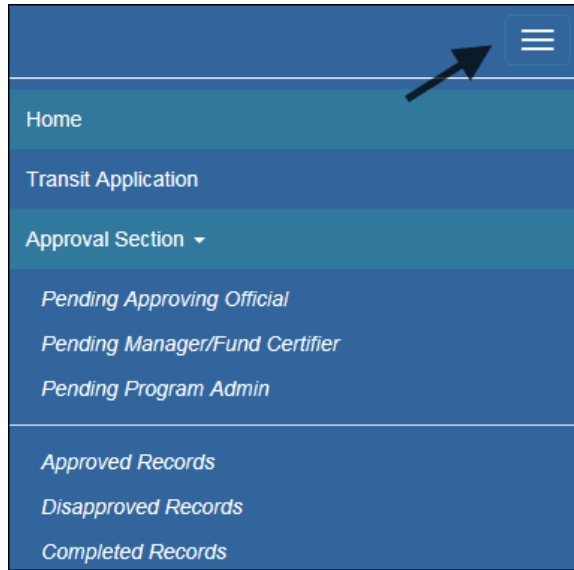 Home
Transit Application
Approval Section
Pending Approving Official
Pending Manager/Fund Certifier
Pending Program Admin
Approved Records
Disapproved Records
Completed Records